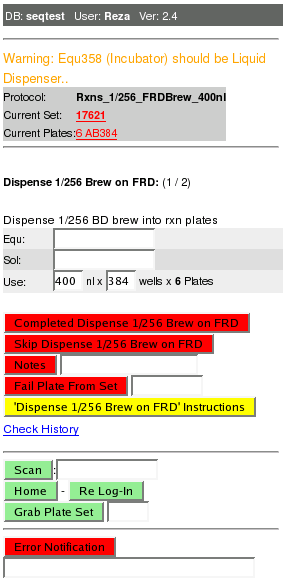 DB: seqtest User: Reza Ver: 2.4
Warning: Equ358 (Incubator) should be Liquid
Dispenser..
Protocol: Rxns_1/256_FRDBrew_400nl
Current Set: 17621
Current Plates: 6 AB384
Dispense 1/256 Brew on FRD: (1 / 2)
Dispense 1/256 BD brew into rxn plates
Equ:
Sol:
Use: 400 nl x 384 wells x 6 Plates
Completed Dispense 1/256 Brew on FRD
Skip Dispense 1/256 Brew on FRD
Notes
Fail Plate From Set
'Dispense 1/256 Brew on FRD' Instructions
Check History
Scan :
Home - Re Log-In
Grab Plate Set
Error Notification